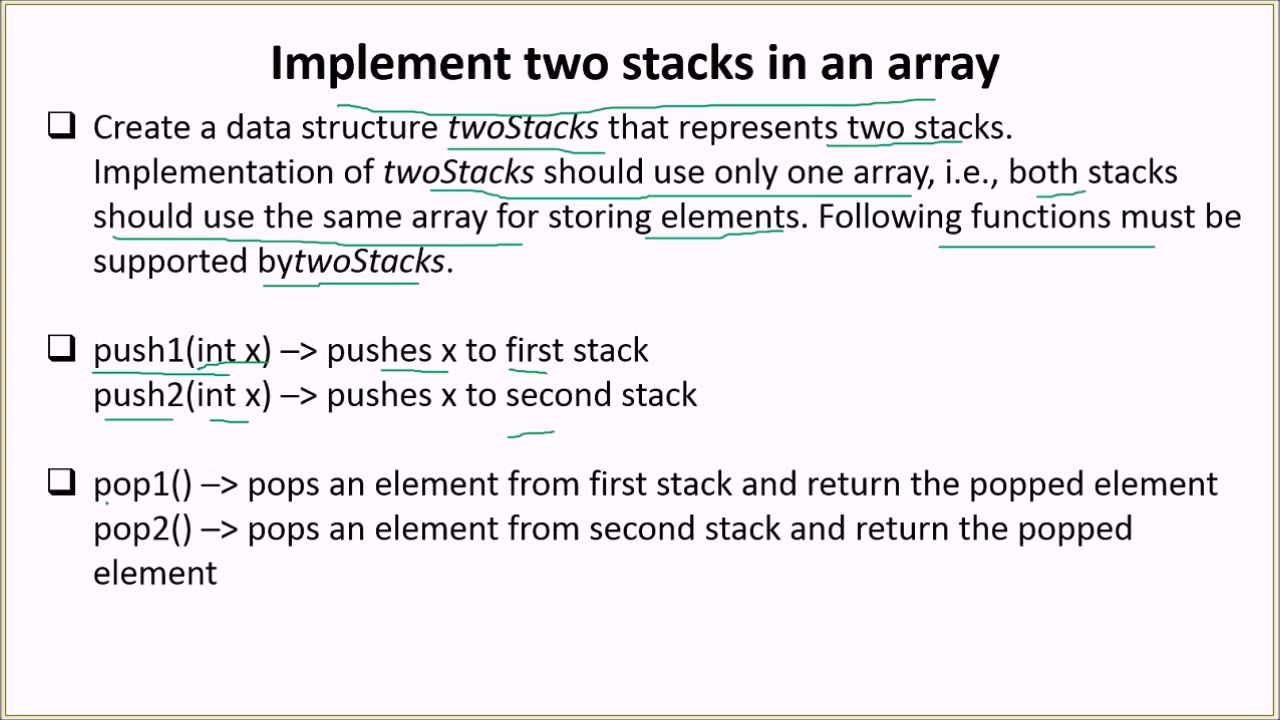 Implement two stacks in an array
Create a data structure twoStacks that represents two stacks.
Implementation of twoStacks should use only one array, i.e., both stacks
should use the same array for storing elements. Following functions must be
supported bytwoStacks.
push1(int x) –> pushes x to first stack
push2(int x) –> pushes x to second stack
pop1() –> pops an element from first stack and return the popped element
pop2() –> pops an element from second stack and return the popped
element